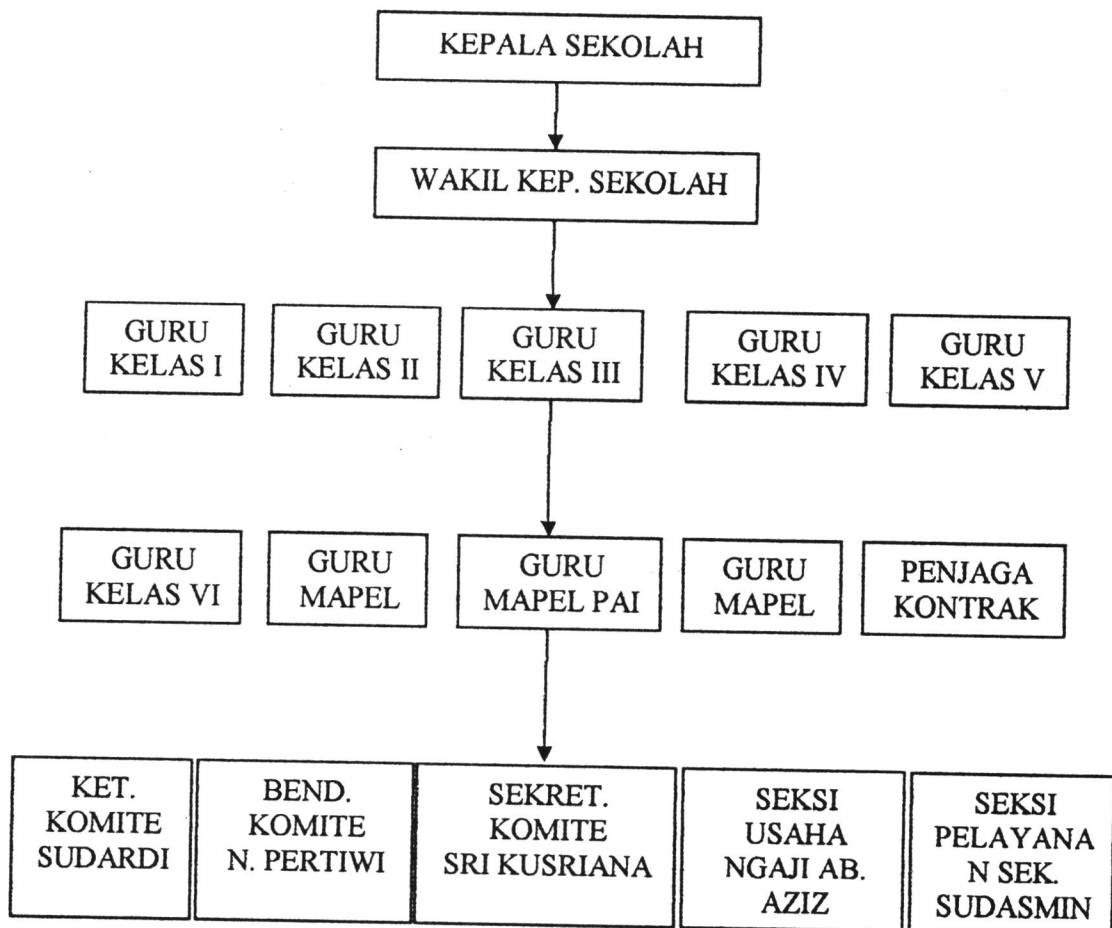 KEPALA SEKOLAH
WAKIL KEP. SEKOLAH
GURU
KELAS I
GURU
KELAS II
GURU
KELAS III
GURU
KELAS IV
GURU
KELAS V
GURU
KELAS VI
GURU
MAPEL
GURU
MAPEL PAI
GURU
MAPEL
PENJAGA
KONTRAK
KET.
KOMITE
SUDARDI
BEND.
KOMITE
N. PERTIWI
SEKRET.
KOMITE
SRI KUSRIANA
SEKSI
USAHA
NGAJI AB.
AZIZ
SEKSI
PELAYANA
N SEK.
SUDASMIN